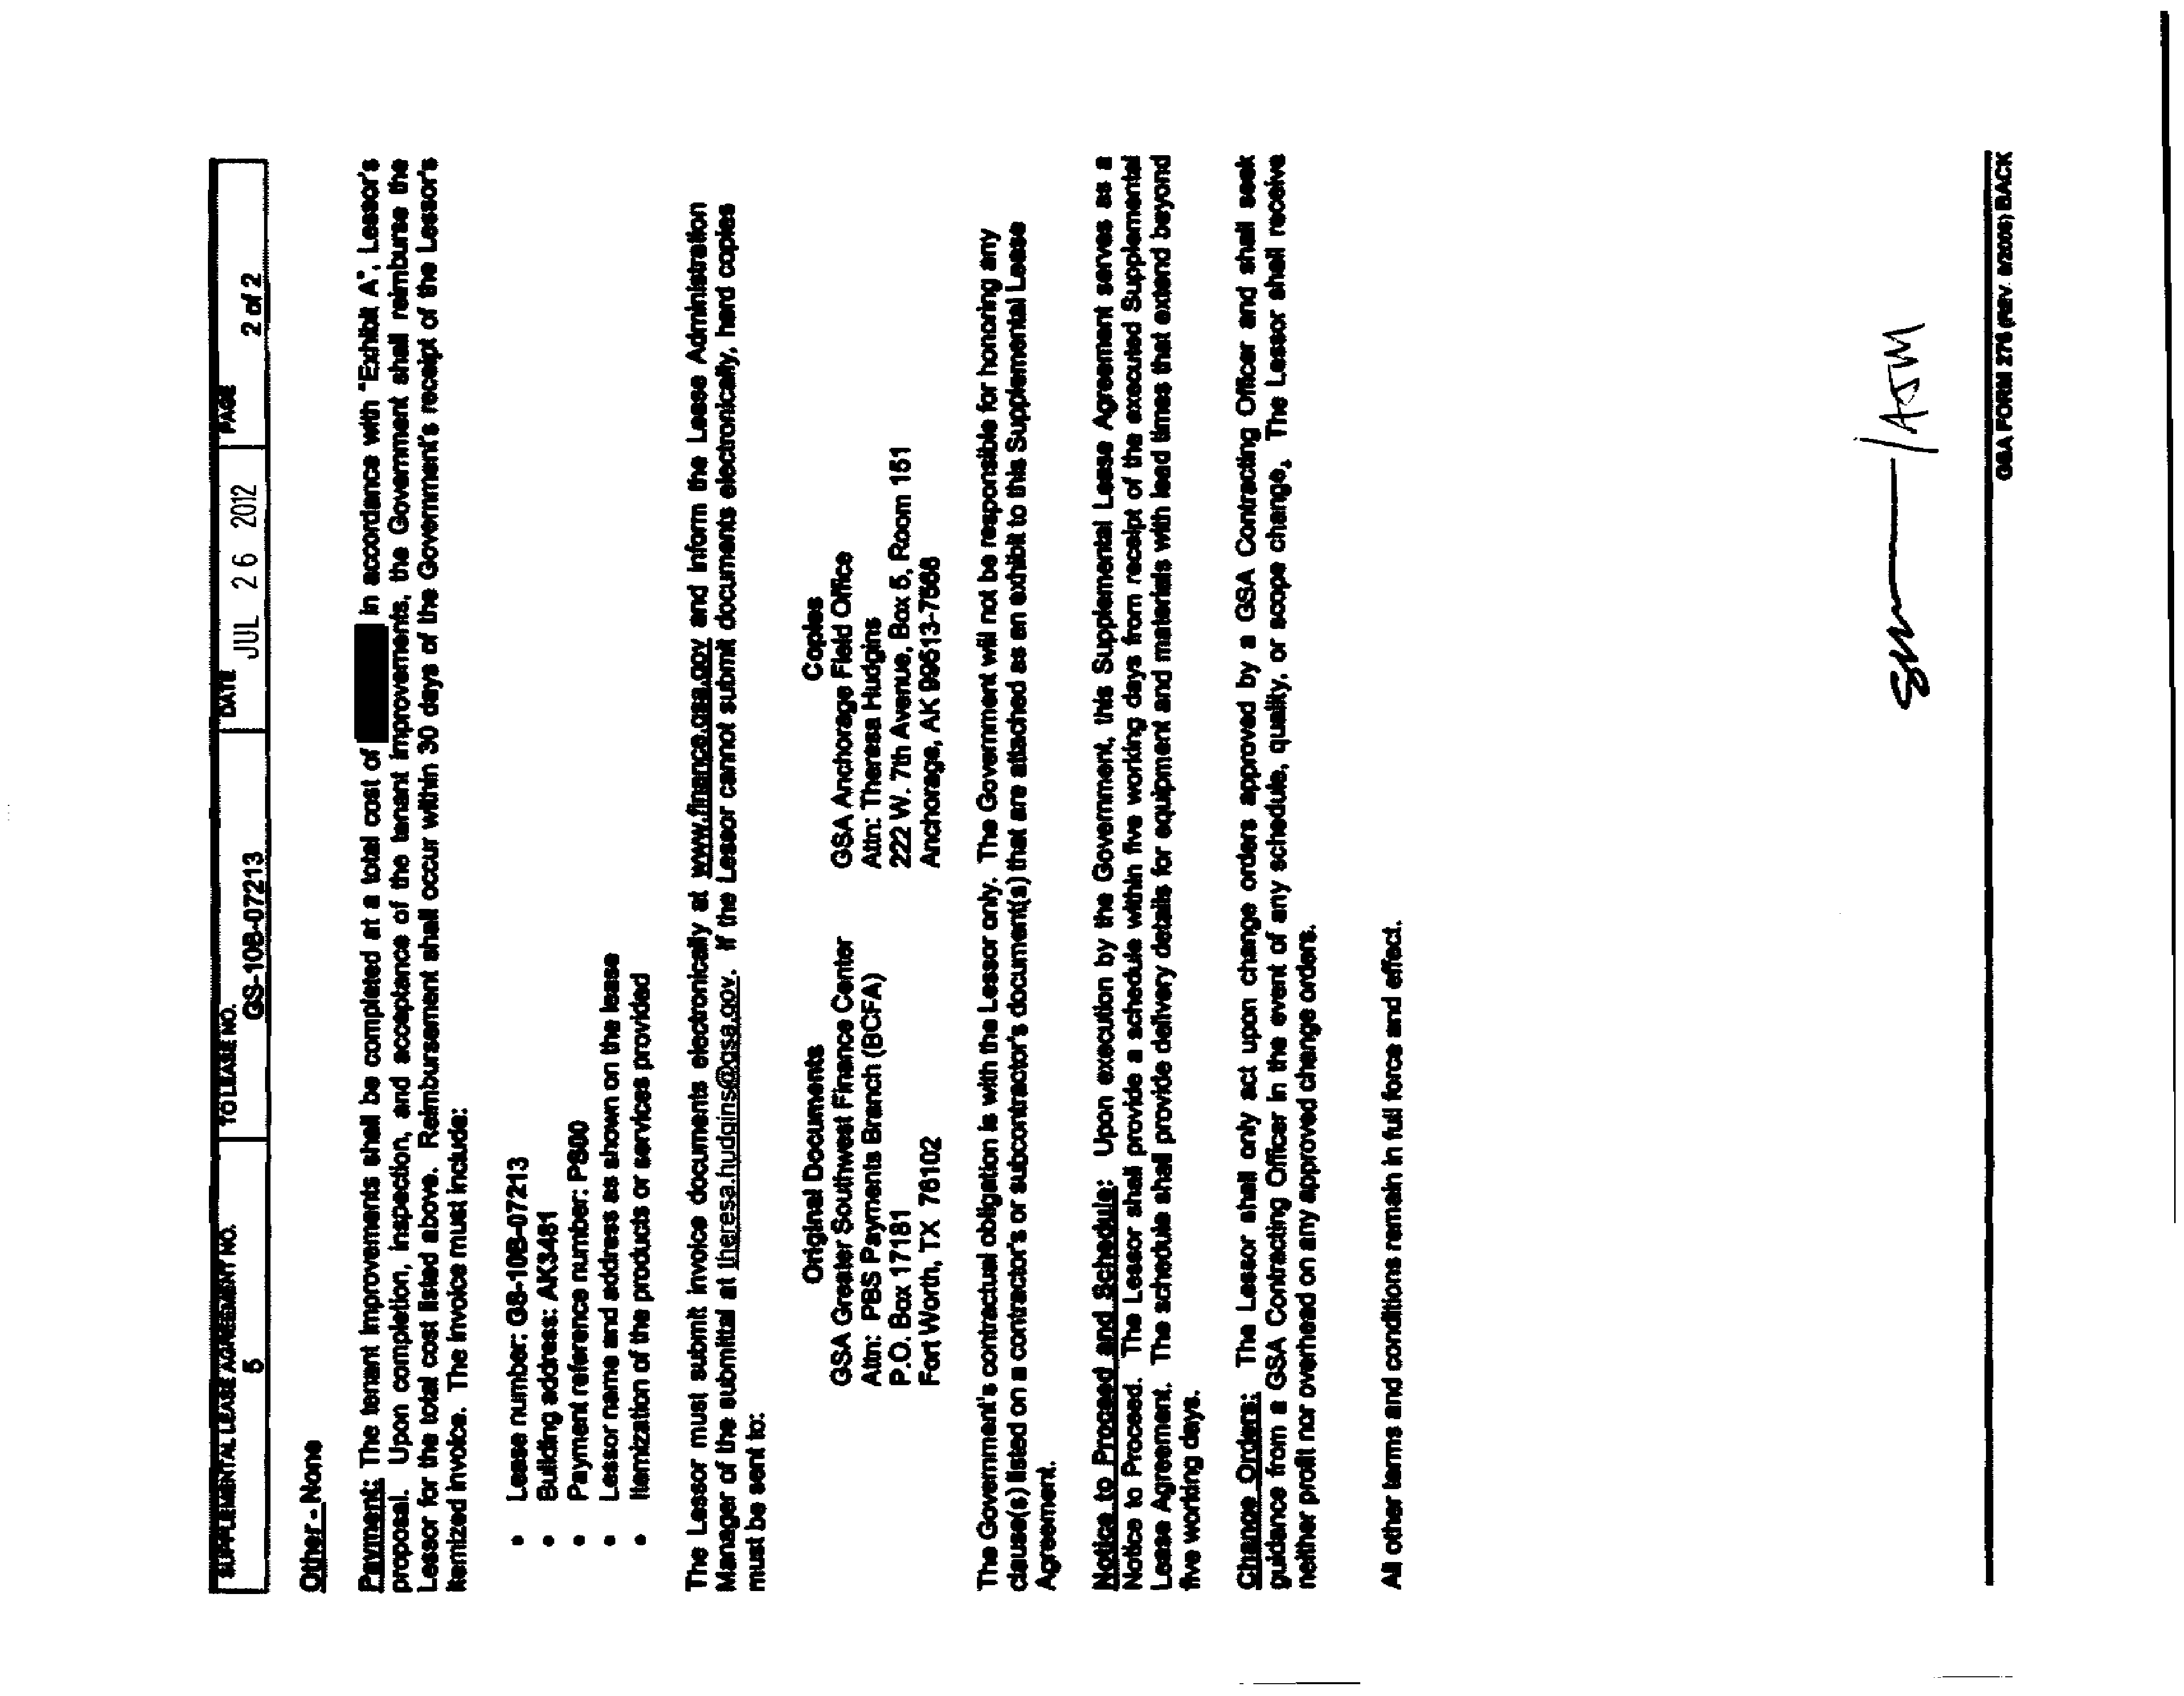 SUPPLEMENTAL LEASE AGREEMENT NO.
5
TO LEASE NO.
GS-10B-07213
DATE
JUL 26 2012
PAGE
2 of 2
Other - None
Payment: The tenant improvements shall be completed at a total cost of in accordance with "Exhibit A", Lessor's
proposal. Upon completion, inspection, and acceptance of the tenant improvements, the Government shall reimburse the
Lessor for the total cost listed above. Reimbursement shall occur within 30 days of the Government's receipt of the Lessor's
itemized invoice. The invoice must include:
• Lease number: GS-10B-07213
• Building address: AK3481
• Payment reference number:
• Lessor name and address as shown on the lease
• Itemization of the products or services provided
The Lessor must submit invoice documents electronically at www.finance.gsa.gov and inform the Lease Administration
Manager of the submittal at theresa.hudgins@gsa.gov. If the Lessor cannot submit documents electronically, hard copies
must be sent to:
Original Documents
GSA Greater Southwest Finance Center
Attn: PBS Payments Branch (BCFA)
P.O. Box 17181
Fort Worth, TX 76102
Copies
GSA Anchorage Field Office
Attn: Theresa Hudgins
222 W. 7th Avenue, Box 5, Room 151
Anchorage, AK 99513-7568
The Government's contractual obligation is with the Lessor only. The Government will not be responsible for honoring any
clause(s) listed on a contractor's or subcontractor's document(s) that are attached as an exhibit to this Supplemental Lease
Agreement.
Notice to Proceed and Schedule: Upon execution by the Government, this Supplemental Lease Agreement serves as a
Notice to Proceed. The Lessor shall provide a schedule within five working days from receipt of the executed Supplemental
Lease Agreement. The schedule shall provide delivery details for equipment and materials with lead times that extend beyond
five working days.
Change Orders: The Lessor shall only act upon change orders approved by a GSA Contracting Officer and shall seek
guidance from a GSA Contracting Officer in the event of any schedule, quality, or scope change. The Lessor shall receive
neither profit nor overhead on any approved change orders.
All other terms and conditions remain in full force and effect.
GSA FORM 276 (REV. 8/2006) BACK